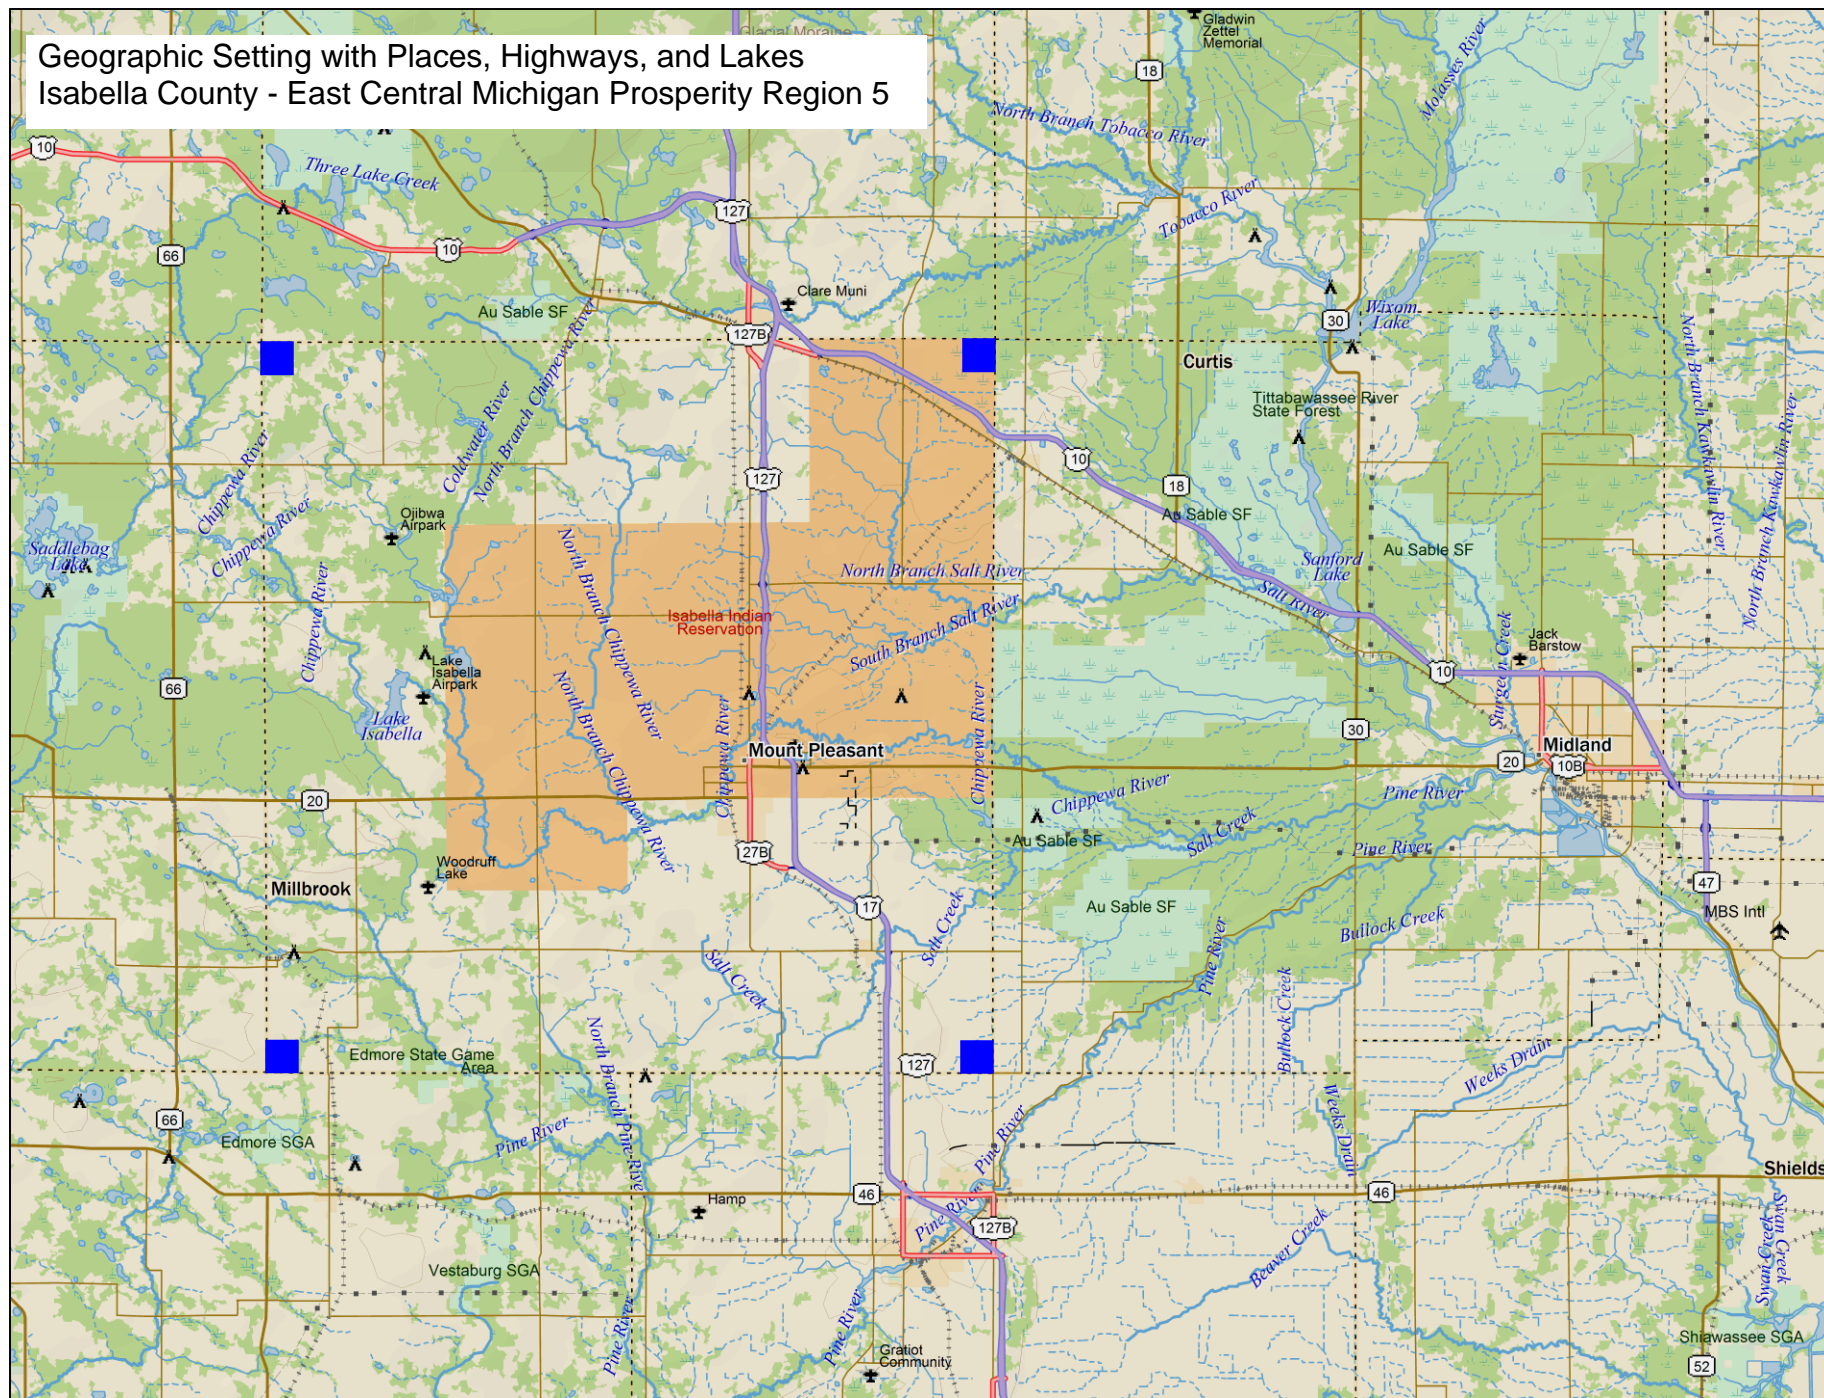 Geographic Setting with Places, Highways, and Lakes
Isabella County - East Central Michigan Prosperity Region 5
Glacial Moraine
Gladwin
Zettel
Memorial
18
Molasses River
North Branch Tobacco River
10
Three Lake Creek
127
Tobacco River
66
10
Clare Muni
Au Sable SF
127B
30
Wixom
Lake
Curtis
Tittabawassee River
State Forest
Coldwater River
North Branch Chippewa River
Chippewa River
Chippewa River
North Branch Kawkawlin River
North Branch Kawkawlin River
10
127
18
Ojibwa
Airpark
Au Sable SF
Saddlebag
Lake
Au Sable SF
Sanford
Lake
North Branch Chippewa River
North Branch Salt River
Chippewa River
Salt River
South Branch Salt River
Isabella Indian
Reservation
Jack
Barstow
Sturgeon Creek
Lake
Isabella
Airpark
66
10
Lake
Isabella
North Branch Chippewa River
Chippewa River
Chippewa River
30
Mount Pleasant
Midland
20
10B
20
Chippewa River
Pine River
Salt Creek
Au Sable SF
Pine River
27B
Woodruff
Lake
Millbrook
47
MBS Intl
17
Au Sable SF
Bullock Creek
Salt Creek
Salt Creek
Pine River
Bullock Creek
Edmore State Game
Area
127
Weeks Drain
Weeks Drain
North Branch Pine Rive
66
Edmore SGA
Pine River
Pine River
Shields
46
46
Hamp
Pine River
127B
Beaver Creek
Swan Creek
Swan Creek
Vestaburg SGA
Pine River
Pine River
Gratiot
Community
Shiawassee SGA
52